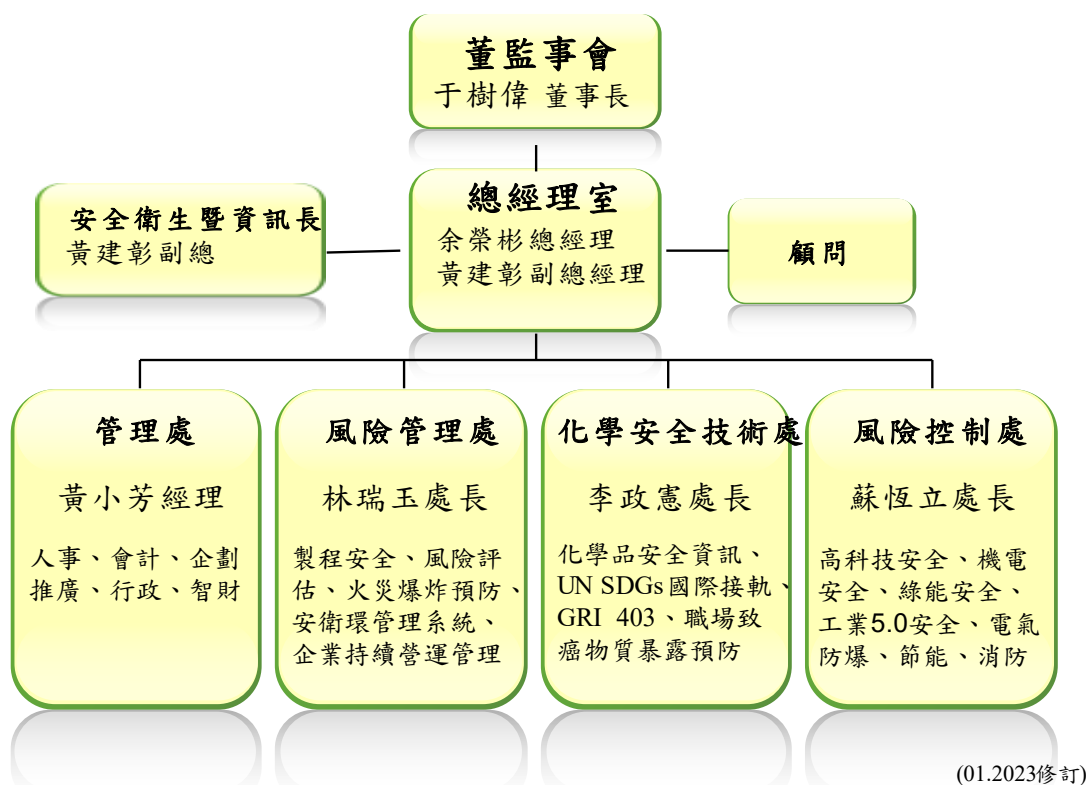 董監事會
于樹偉 董事長
總經理室
余榮彬總經理
黃建彰副總經理
安全衛生暨資訊長
黃建彰副總
顧問
管理處
黃小芳經理
人事、會計、企劃
推廣、行政、智財
風險管理處
林瑞玉處長
製程安全、風險評
估、火災爆炸預防、
安衛環管理系統、
企業持續營運管理
化學安全技術處
李政憲處長
化學品安全資訊、
UN SDGs國際接軌、
GRI 403、職場致
癌物質暴露預防
風險控制處
蘇恆立處長
高科技安全、機電
安全、綠能安全、
工業5.0安全、電氣
防爆、節能、消防
(01.2023修訂)